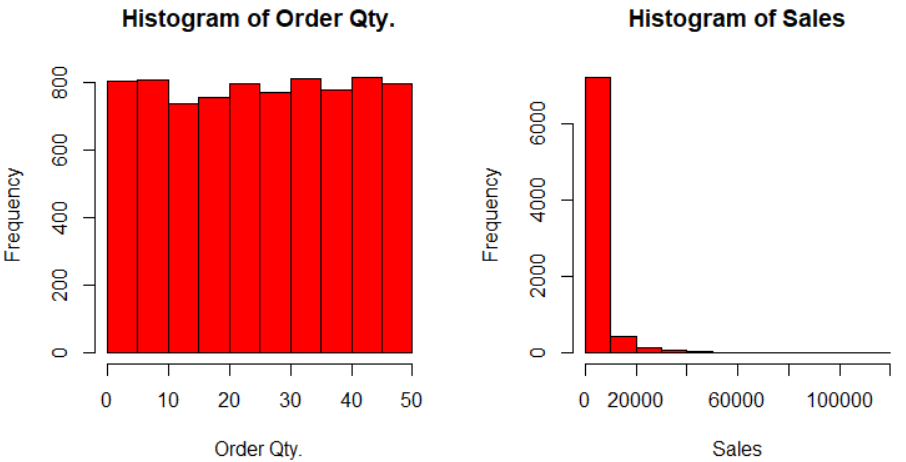 Histogram of Order Qty.
Frequency
0 200 400 600 800
0 10 20 30 40 50
Order Qty.
Histogram of Sales
Frequency
0 2000 4000 6000
0 20000 60000 100000
Sales